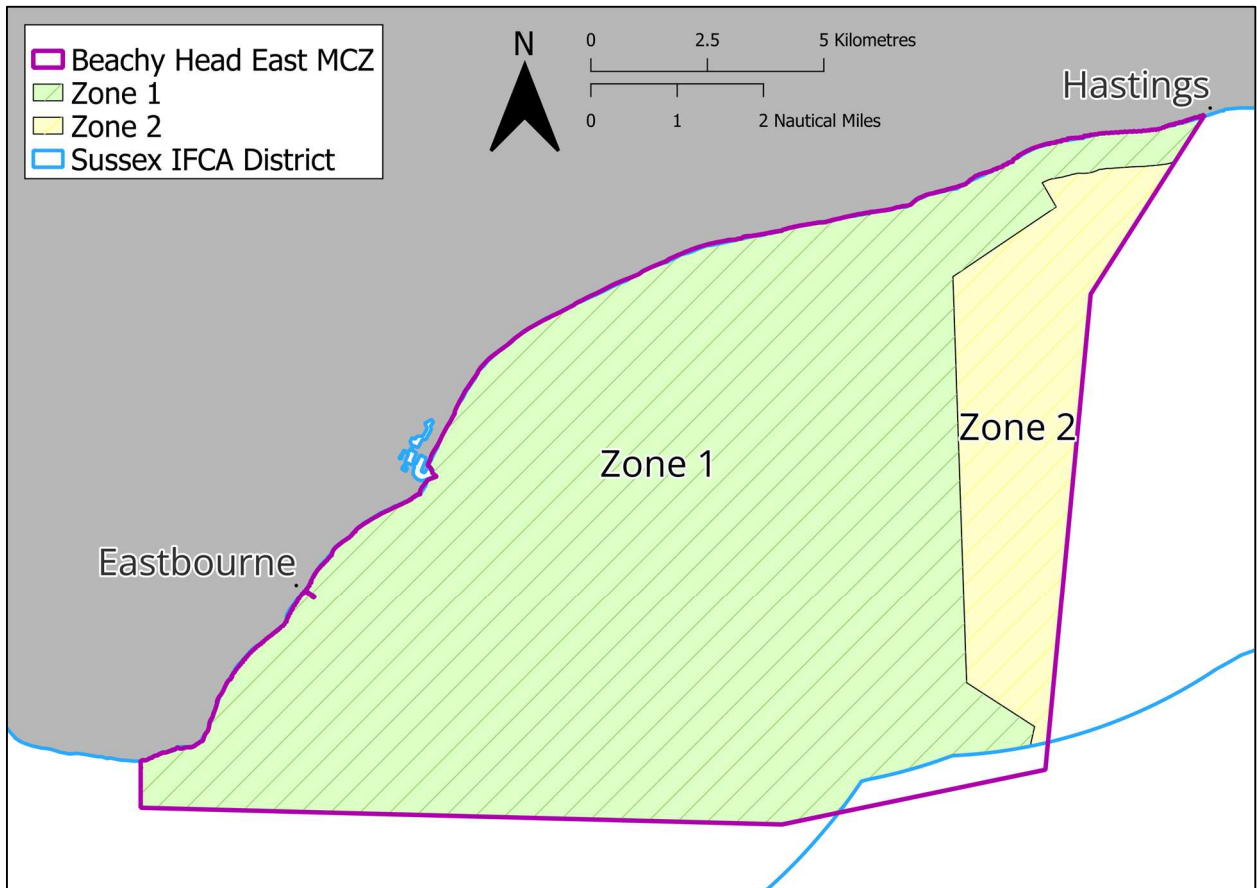 Beachy Head East MCZ
Zone 1
Zone 2
Sussex IFCA District
N
0 2.5 5 Kilometres
0 1 2 Nautical Miles
Hastings
Zone 2
Zone 1
Eastbourne